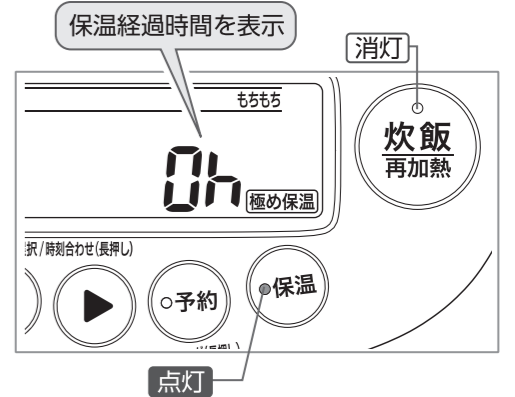 保温経過時間を表示
消灯
もちもち
0h
極め保温
炊飯
再加熱
択/時刻合わせ(長押し)
予約
保温
点灯